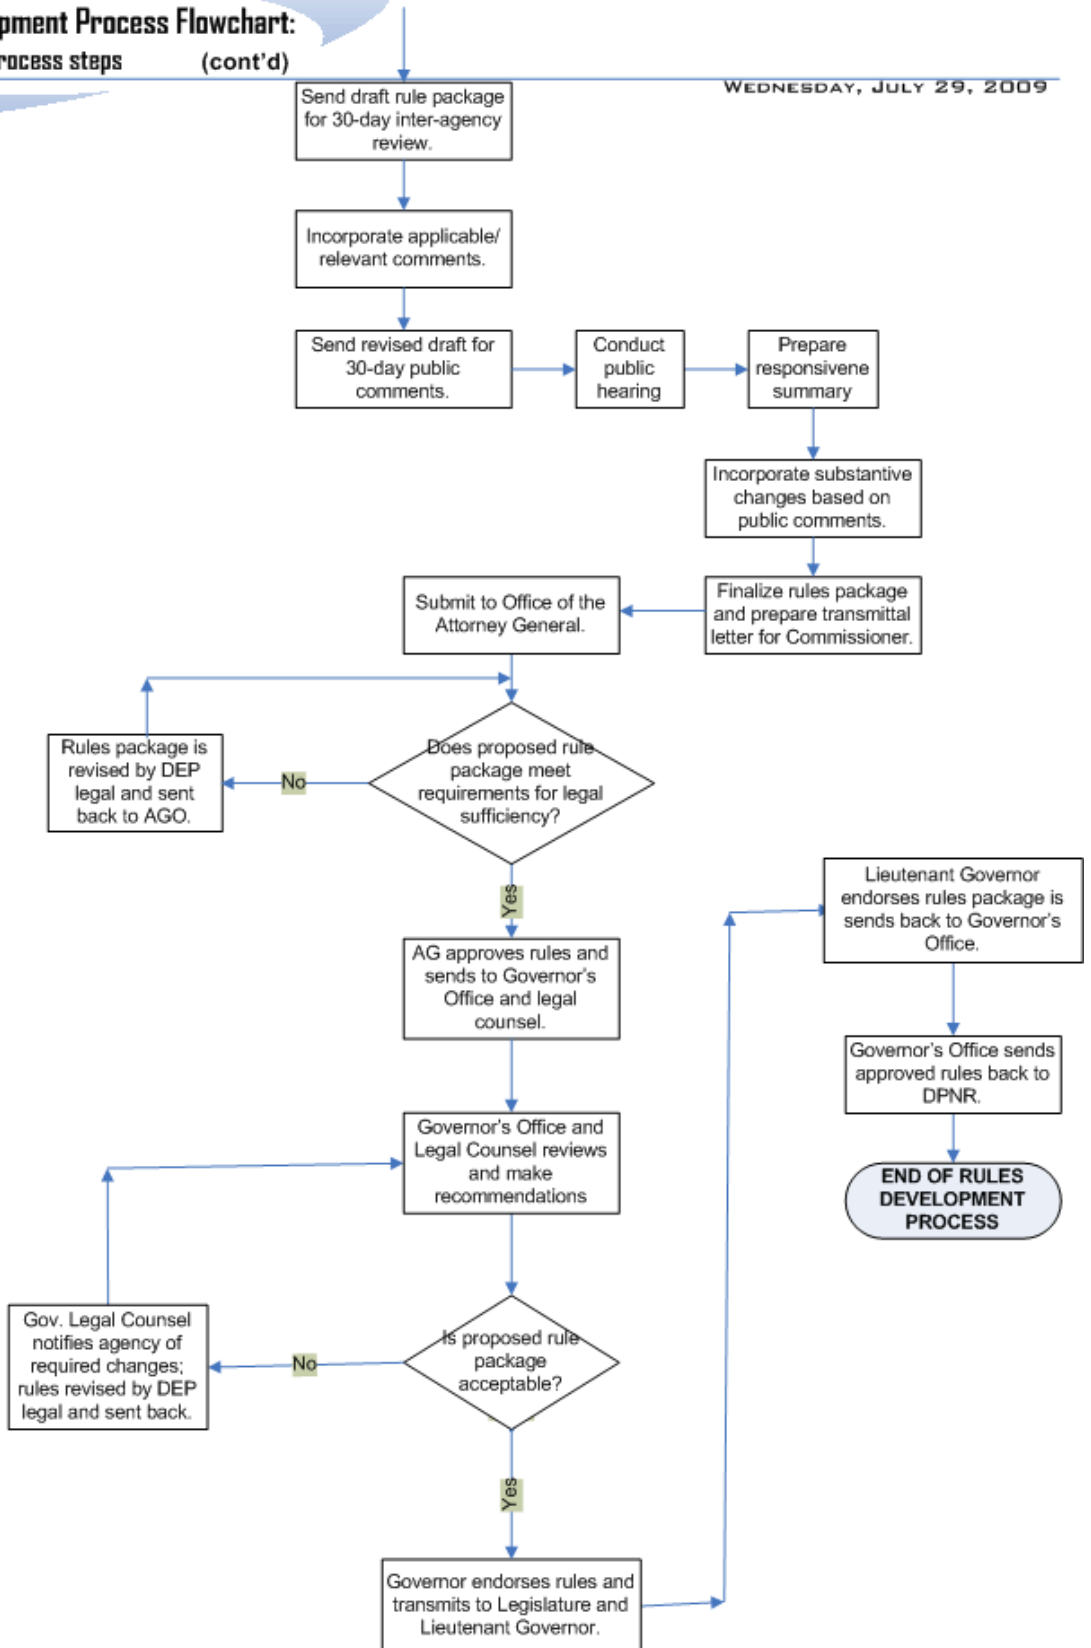 pment Process Flowchart:
rocess steps (cont'd)
WEDNESDAY, JULY 29, 2009
Send draft rule package
for 30-day inter-agency
review.
Incorporate applicable/
relevant comments.
Send revised draft for
30-day public
comments.
Conduct
public
hearing
Prepare
responsivene
summary
Incorporate substantive
changes based on
public comments.
Finalize rules package
and prepare transmittal
letter for Commissioner.
Submit to Office of the
Attorney General.
Does proposed rule
package meet
requirements for legal
sufficiency?
No
Rules package is
revised by DEP
legal and sent
back to AGO.
Yes
AG approves rules and
sends to Governor's
Office and legal
counsel.
Governor's Office and
Legal Counsel reviews
and make
recommendations
Is proposed rule
package
acceptable?
No
Gov. Legal Counsel
notifies agency of
required changes;
rules revised by DEP
legal and sent back.
Yes
Governor endorses rules and
transmits to Legislature and
Lieutenant Governor.
Lieutenant Governor
endorses rules package is
sends back to Governor's
Office.
Governor's Office sends
approved rules back to
DPNR.
END OF RULES
DEVELOPMENT
PROCESS